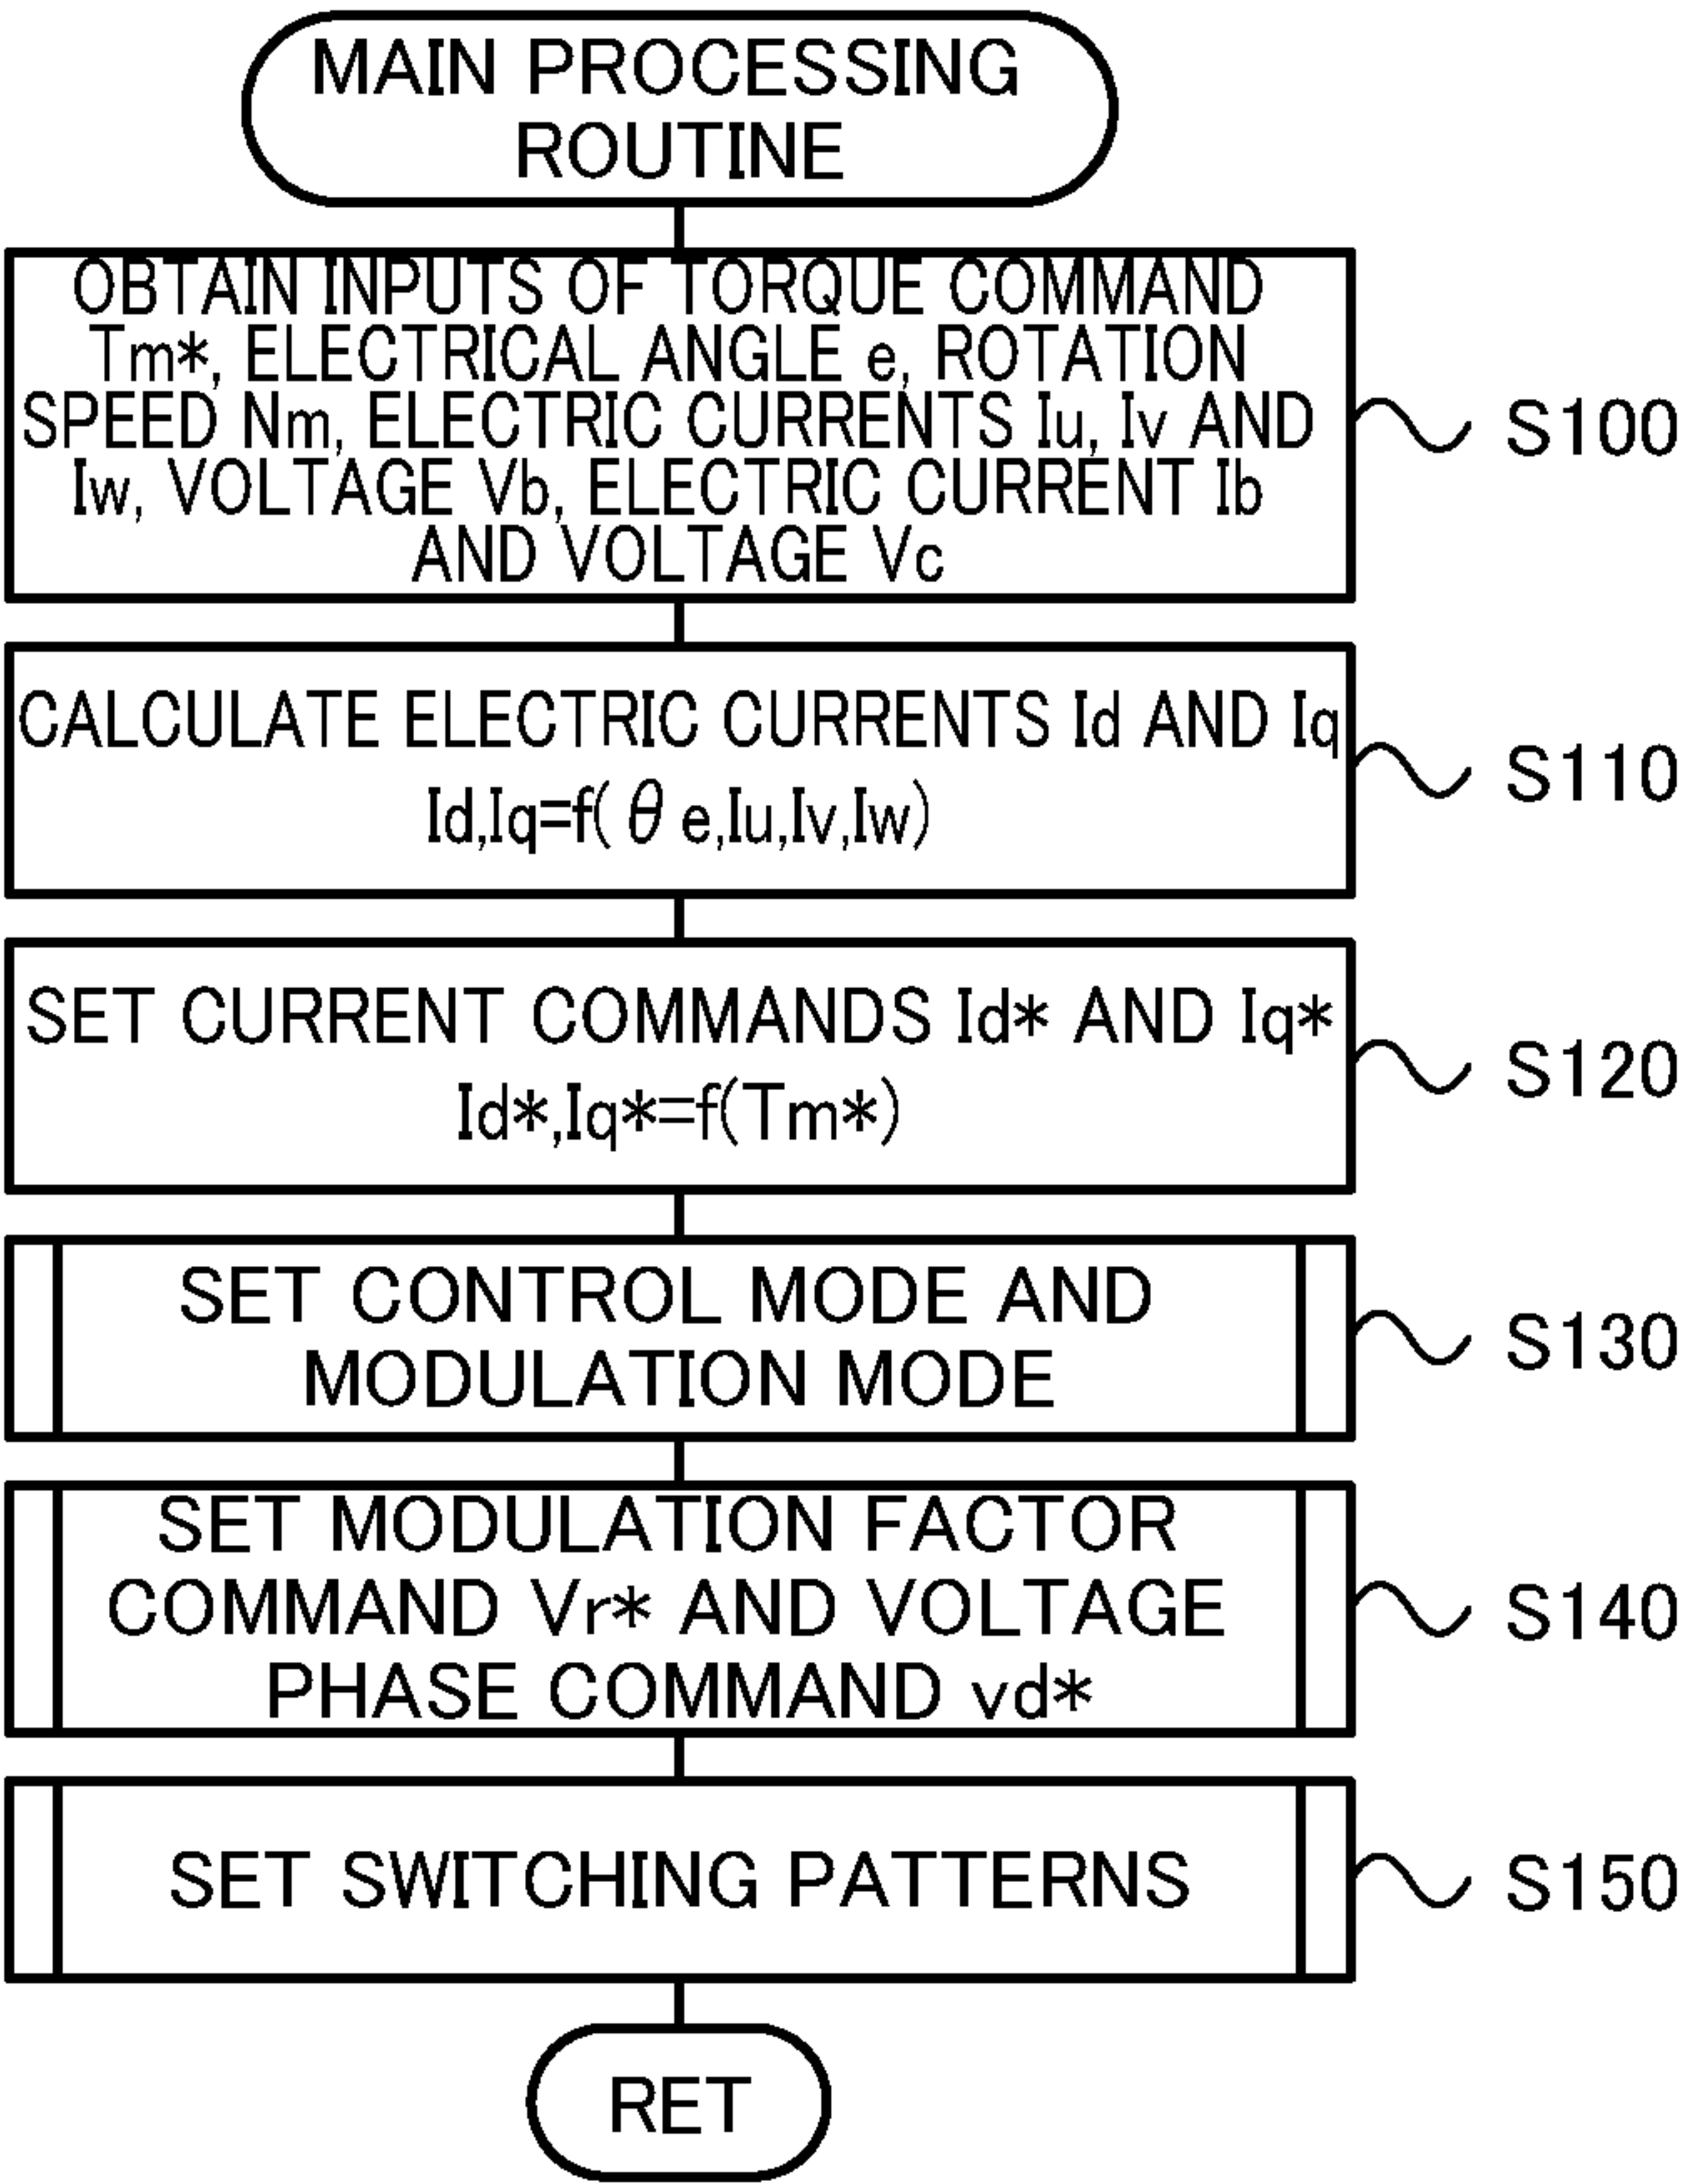 MAIN PROCESSING
ROUTINE
OBTAIN INPUTS OF TORQUE COMMAND
Tm*, ELECTRICAL ANGLE e, ROTATION
SPEED Nm, ELECTRIC CURRENTS Iu, Iv AND
Iw, VOLTAGE Vb, ELECTRIC CURRENT Ib
AND VOLTAGE Vc
S100
CALCULATE ELECTRIC CURRENTS Id AND Iq
Id,Iq=f( θ e,Iu,Iv,Iw)
S110
SET CURRENT COMMANDS Id* AND Iq*
Id*,Iq*=f(Tm*)
S120
SET CONTROL MODE AND
MODULATION MODE
S130
SET MODULATION FACTOR
COMMAND Vr* AND VOLTAGE
PHASE COMMAND vd*
S140
SET SWITCHING PATTERNS
S150
RET